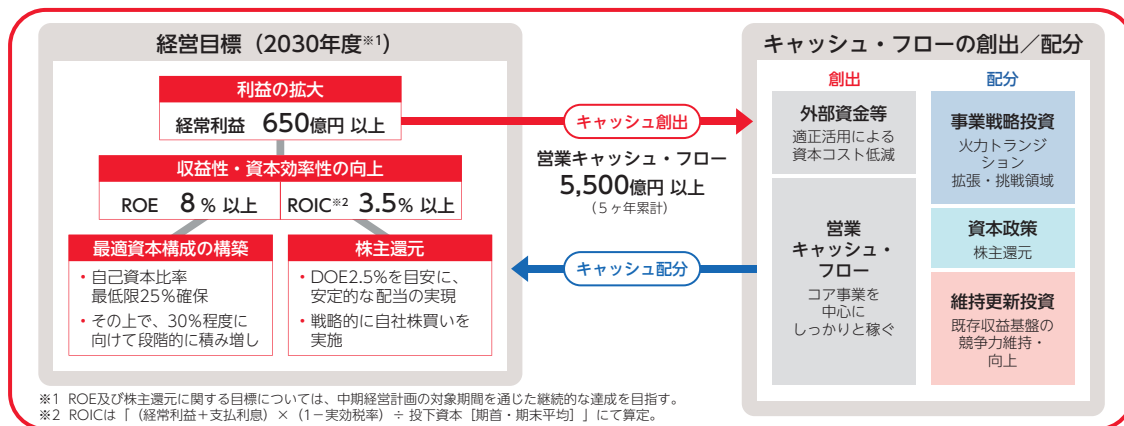 経営目標（2030年度※1）
利益の拡大
経常利益 650億円 以上
収益性・資本効率性の向上
ROE 8 % 以上
ROIC※2 3.5% 以上
最適資本構成の構築
・自己資本比率
最低限25%確保
・その上で、30%程度に
向けて段階的に積み増し
株主還元
・DOE2.5%を目安に、
安定的な配当の実現
・戦略的に自社株買いを
実施
キャッシュ創出
営業キャッシュ・フロー
5,500億円 以上
（5ヶ年累計）
キャッシュ配分
キャッシュ・フローの創出／配分
創出
外部資金等
適正活用による
資本コスト低減
営業
キャッシュ・
フロー
コア事業を
中心に
しっかりと稼ぐ
配分
事業戦略投資
火力トランジ
ション
拡張・挑戦領域
資本政策
株主還元
維持更新投資
既存収益基盤の
競争力維持・
向上
※1 ROE及び株主還元に関する目標については、中期経営計画の対象期間を通じた継続的な達成を目指す。
※2 ROICは「（経常利益＋支払利息）×（1－実効税率）÷ 投下資本［期首・期末平均］」にて算定。